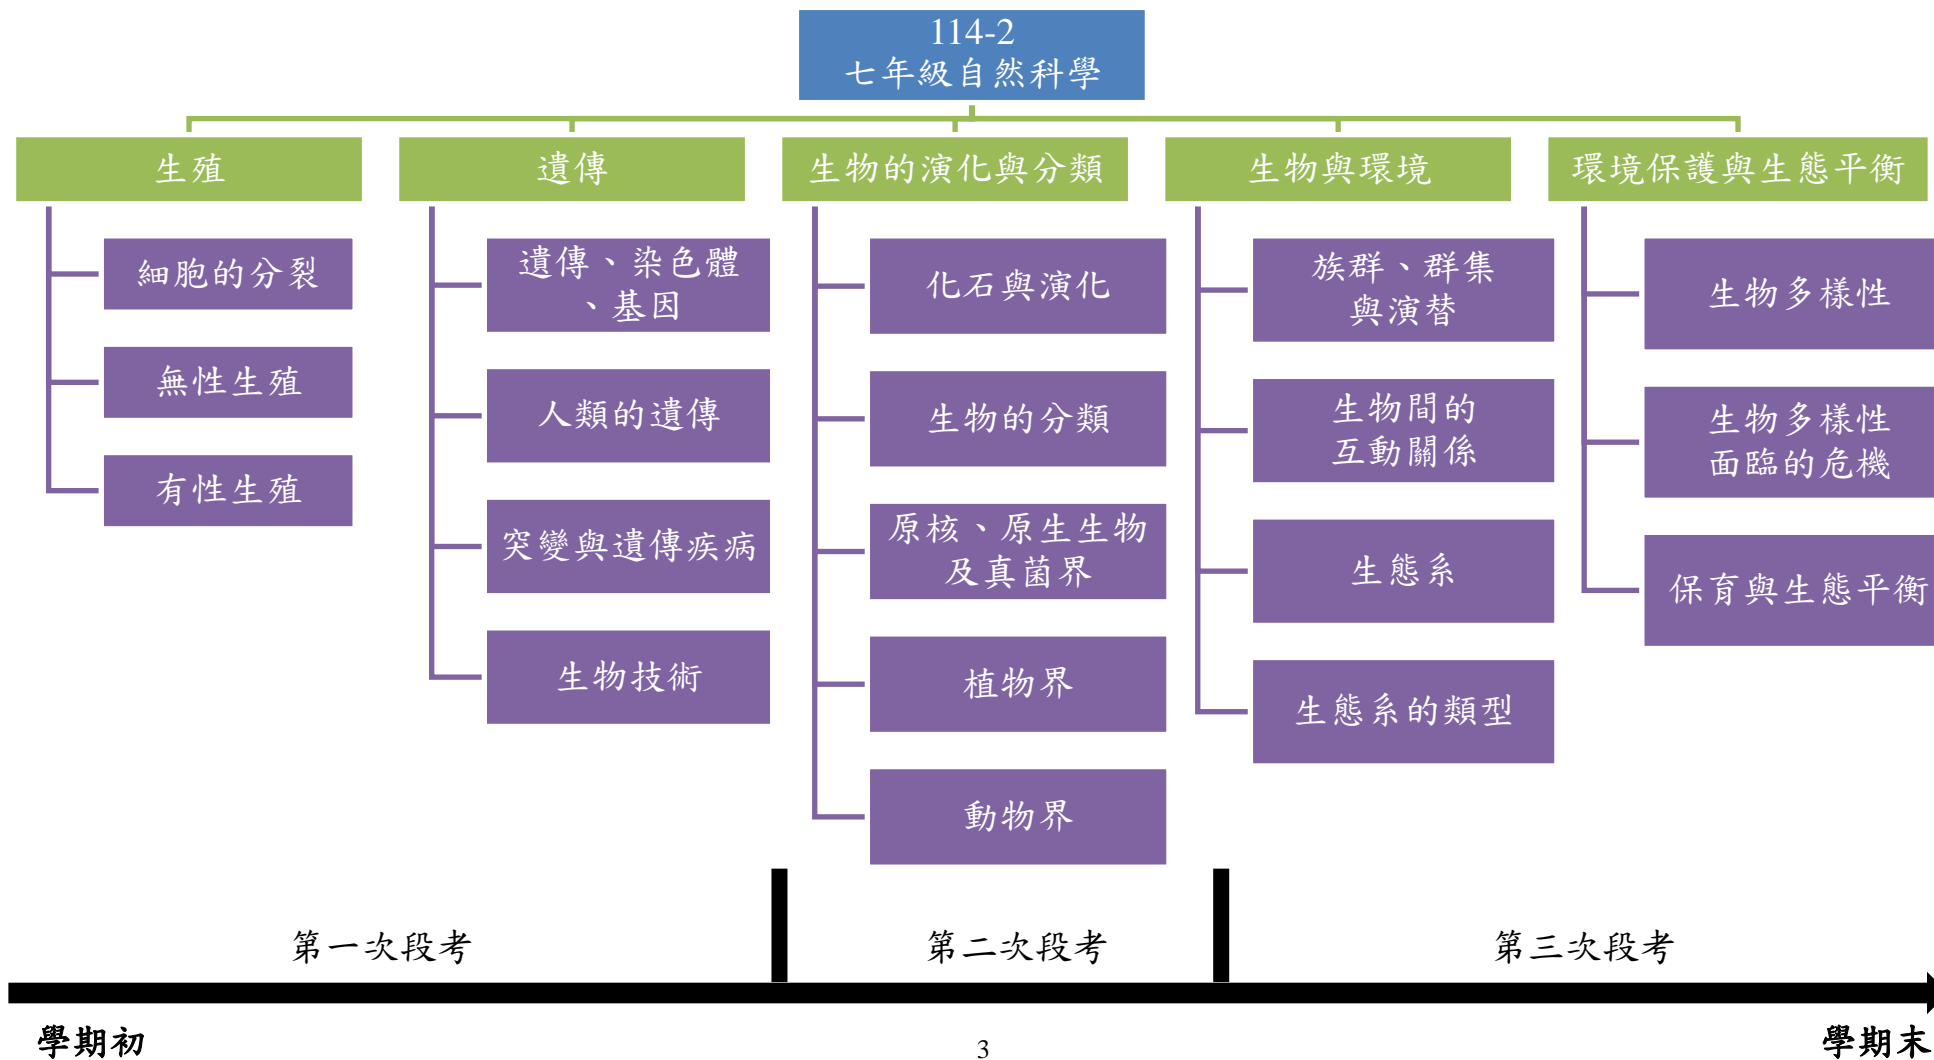 114-2
七年級自然科學
生殖
細胞的分裂
無性生殖
有性生殖
遺傳
遺傳、染色體
、基因
人類的遺傳
突變與遺傳疾病
生物技術
生物的演化與分類
化石與演化
生物的分類
原核、原生生物
及真菌界
植物界
動物界
生物與環境
族群、群集
與演替
生物間的
互動關係
生態系
生態系的類型
環境保護與生態平衡
生物多樣性
生物多樣性
面臨的危機
保育與生態平衡
第一次段考
第二次段考
第三次段考
學期初
3
學期末